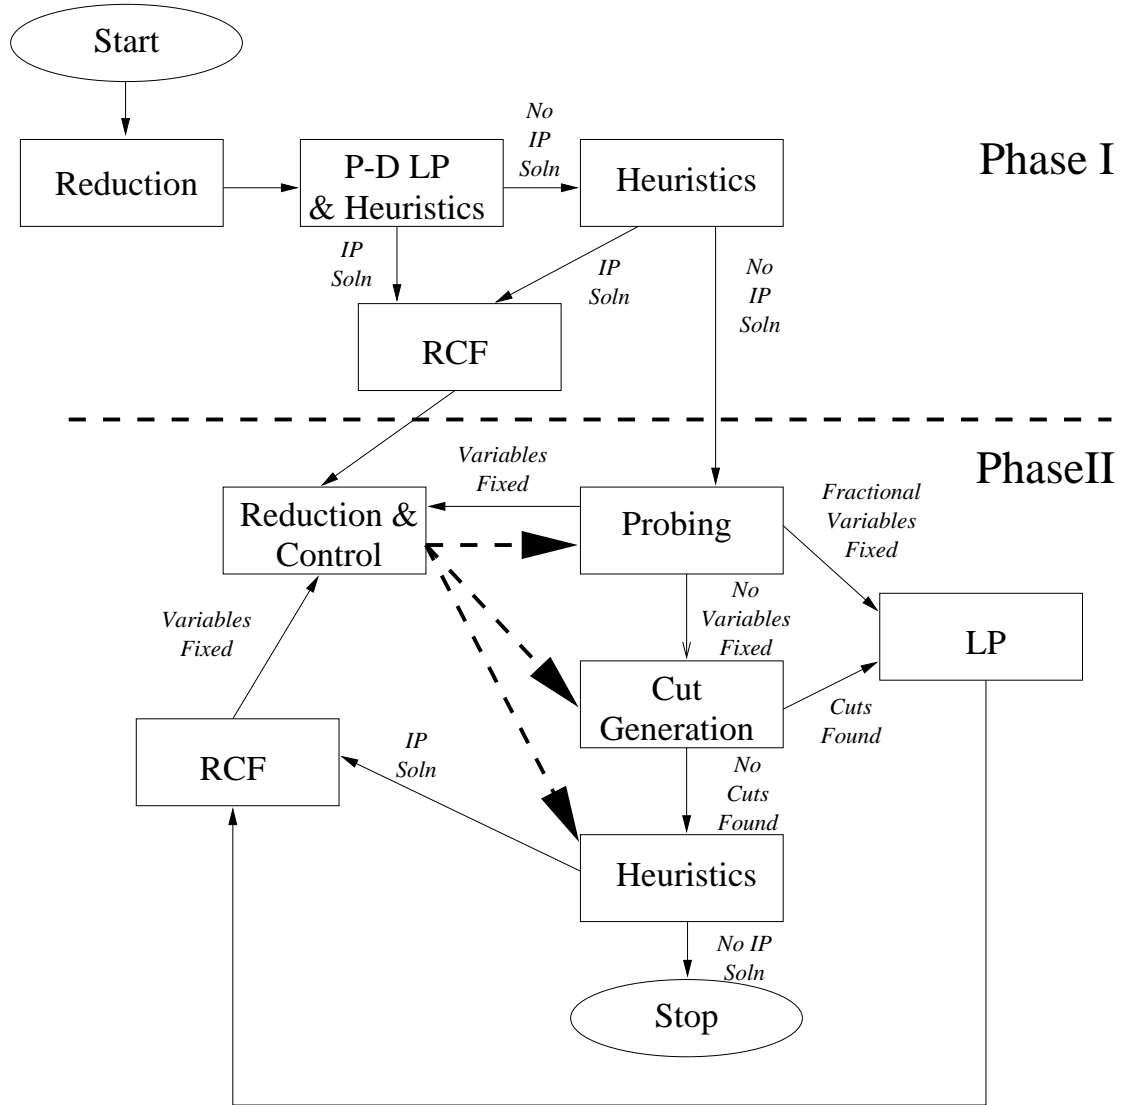 Start
Reduction
P-D LP
& Heuristics
No
IP
Soln
Heuristics
Phase I
IP
Soln
IP
Soln
No
IP
Soln
RCF
PhaseII
Variables
Fixed
Reduction &
Control
Probing
Fractional
Variables
Fixed
Variables
Fixed
No
Variables
Fixed
LP
Cut
Generation
Cuts
Found
RCF
IP
Soln
No
Cuts
Found
Heuristics
No IP
Soln
Stop